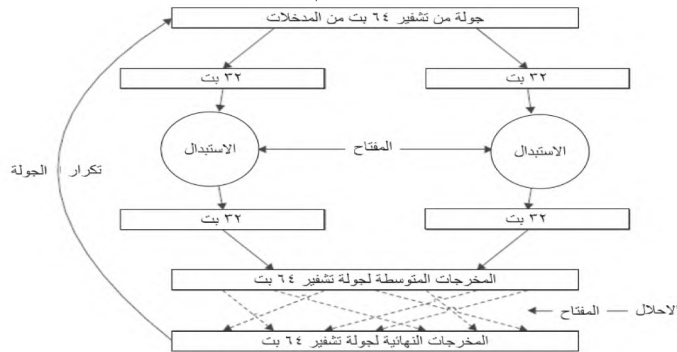 جولة من تشفير ٦٤ بت من المدخلات
٣٢ بت
٣٢ بت
الاستبدال
المفتاح
الاستبدال
تكرار الجولة
٣٢ بت
٣٢ بت
المخرجات المتوسطة لجولة تشفير ٦٤ بت
الاحلال — المفتاح
المخرجات النهائية لجولة تشفير ٦٤ بت